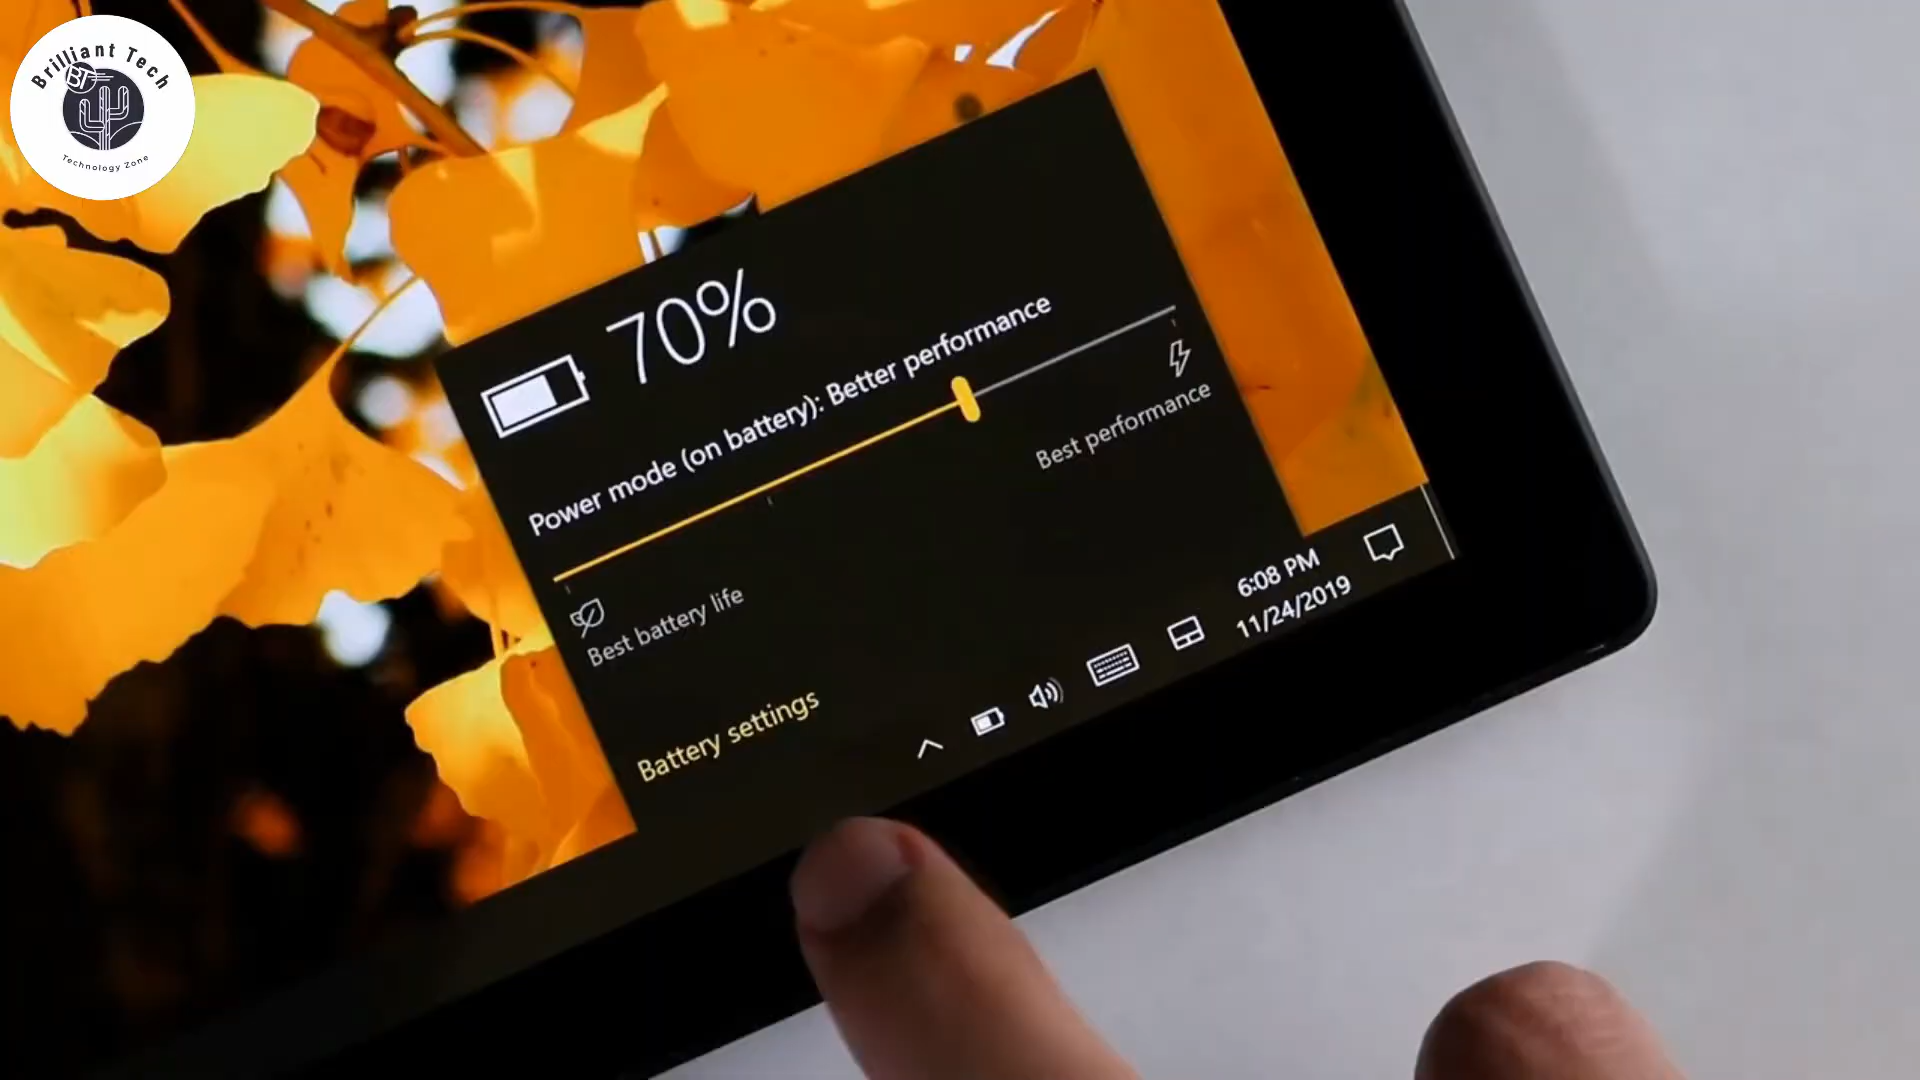 Brilliant Tech
BT
Technology Zone
70%
Power mode (on battery): Better performance
Best performance
Best battery life
Battery settings
6:08 PM
11/24/2019